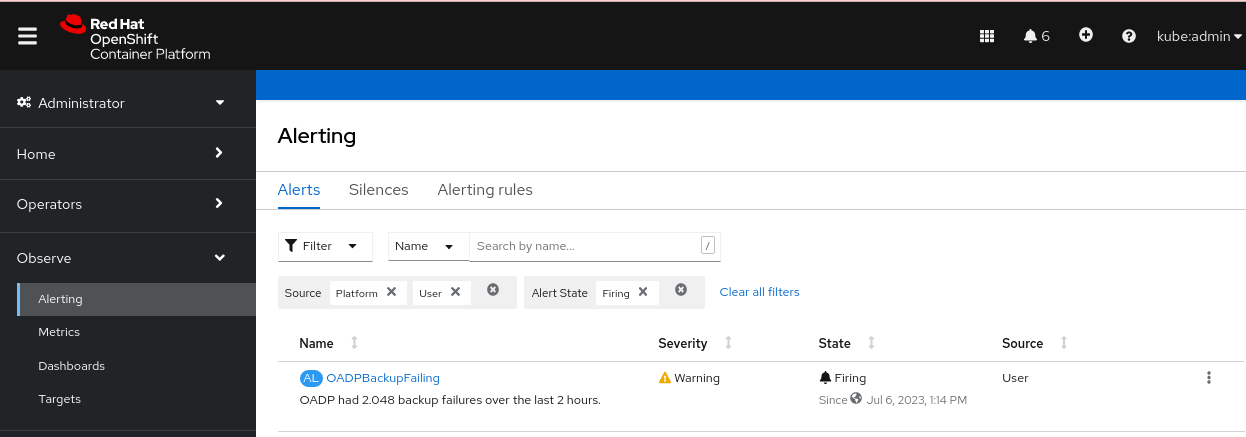 Red Hat
OpenShift
Container Platform
6
kube:admin
Administrator
Home
Operators
Observe
Alerting
Metrics
Dashboards
Targets
Alerting
Alerts Silences Alerting rules
Filter Name Search by name... /
Source Platform User Alert State Firing Clear all filters
Name Severity State Source
AL OADPBackupFailing Warning Firing User
OADP had 2.048 backup failures over the last 2 hours. Since Jul 6, 2023, 1:14 PM